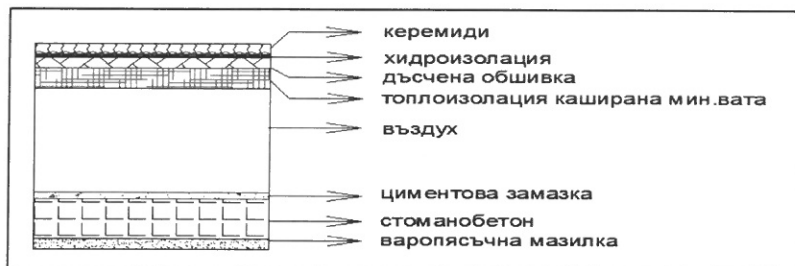 керемиди
хидроизолация
дъсчена обшивка
топлоизолация каширана мин.вата
въздух
циментова замазка
стоманобетон
варопясъчна мазилка